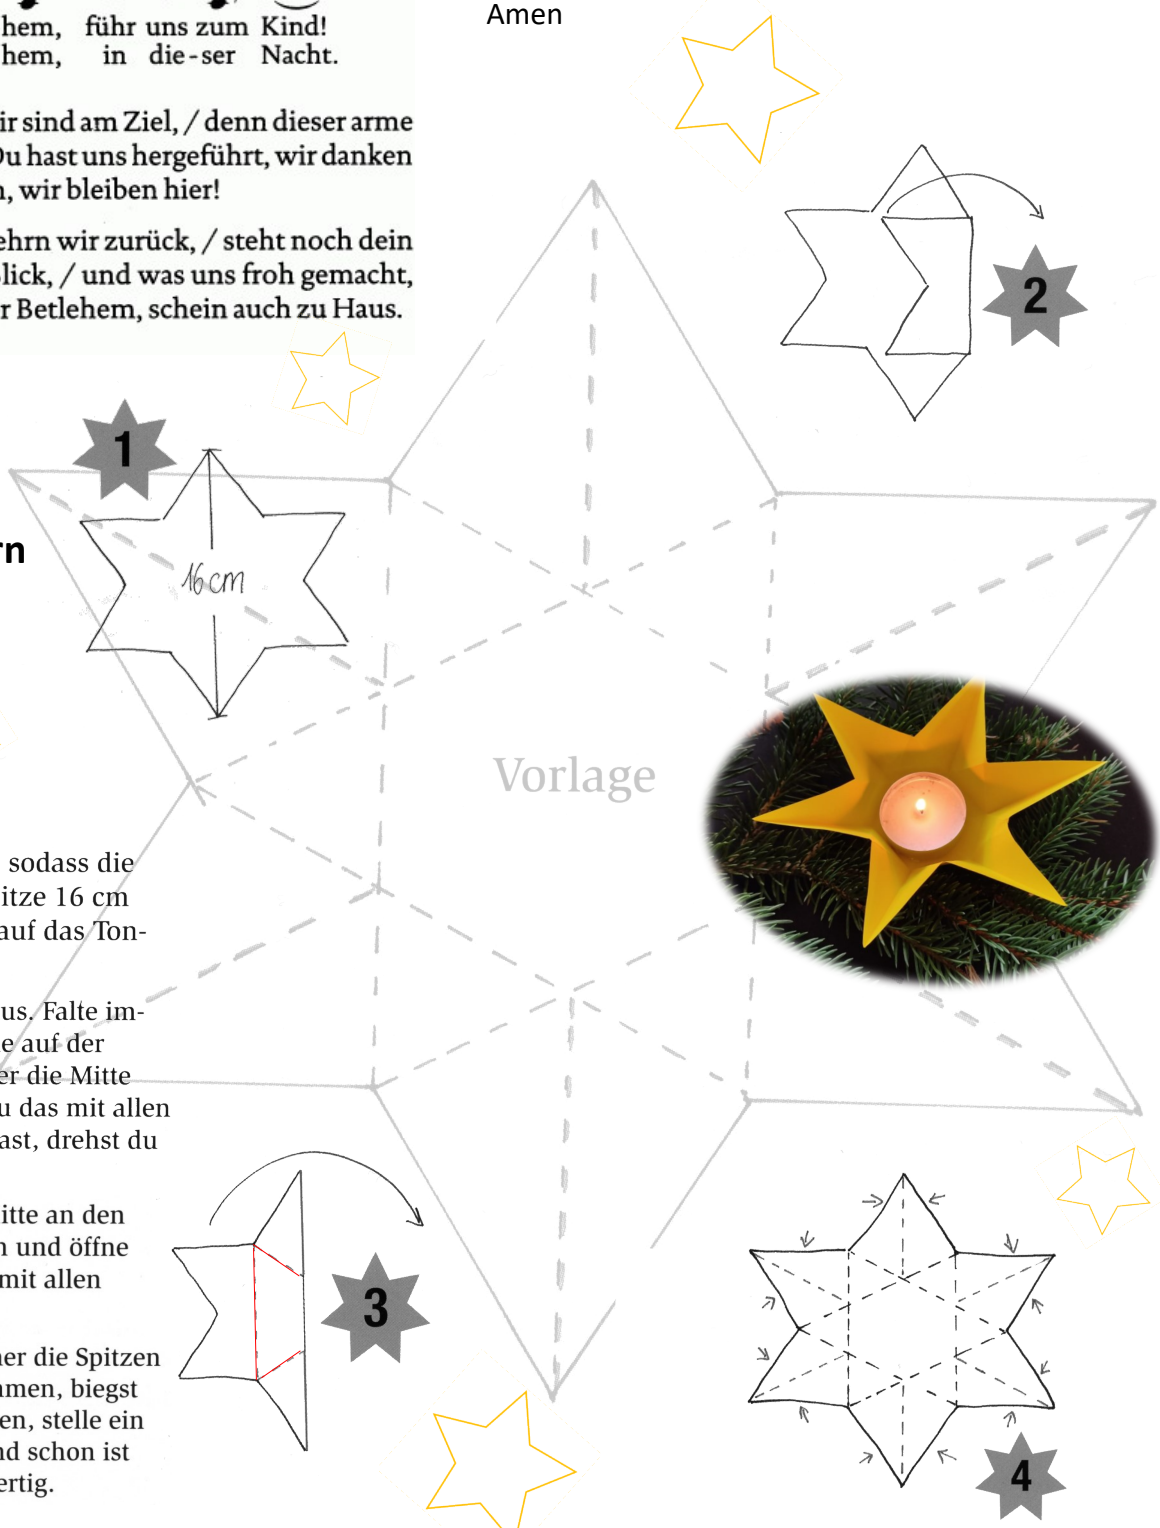 hem, führ uns zum Kind!
hem, in die-ser Nacht.
Amen
ir sind am Ziel, / denn dieser arme
Du hast uns hergeführt, wir danken
n, wir bleiben hier!
ehrn wir zurück, / steht noch dein
lick, / und was uns froh gemacht,
r Betlehem, schein auch zu Haus.
2
1
rn
16cm
Vorlage
sodass die
itze 16 cm
auf das Ton-
us. Falte im-
e auf der
er die Mitte
u das mit allen
ast, drehst du
itte an den
n und öffne
mit allen
3
ner die Spitzen
mmen, biegst
en, stelle ein
nd schon ist
ertig.
4